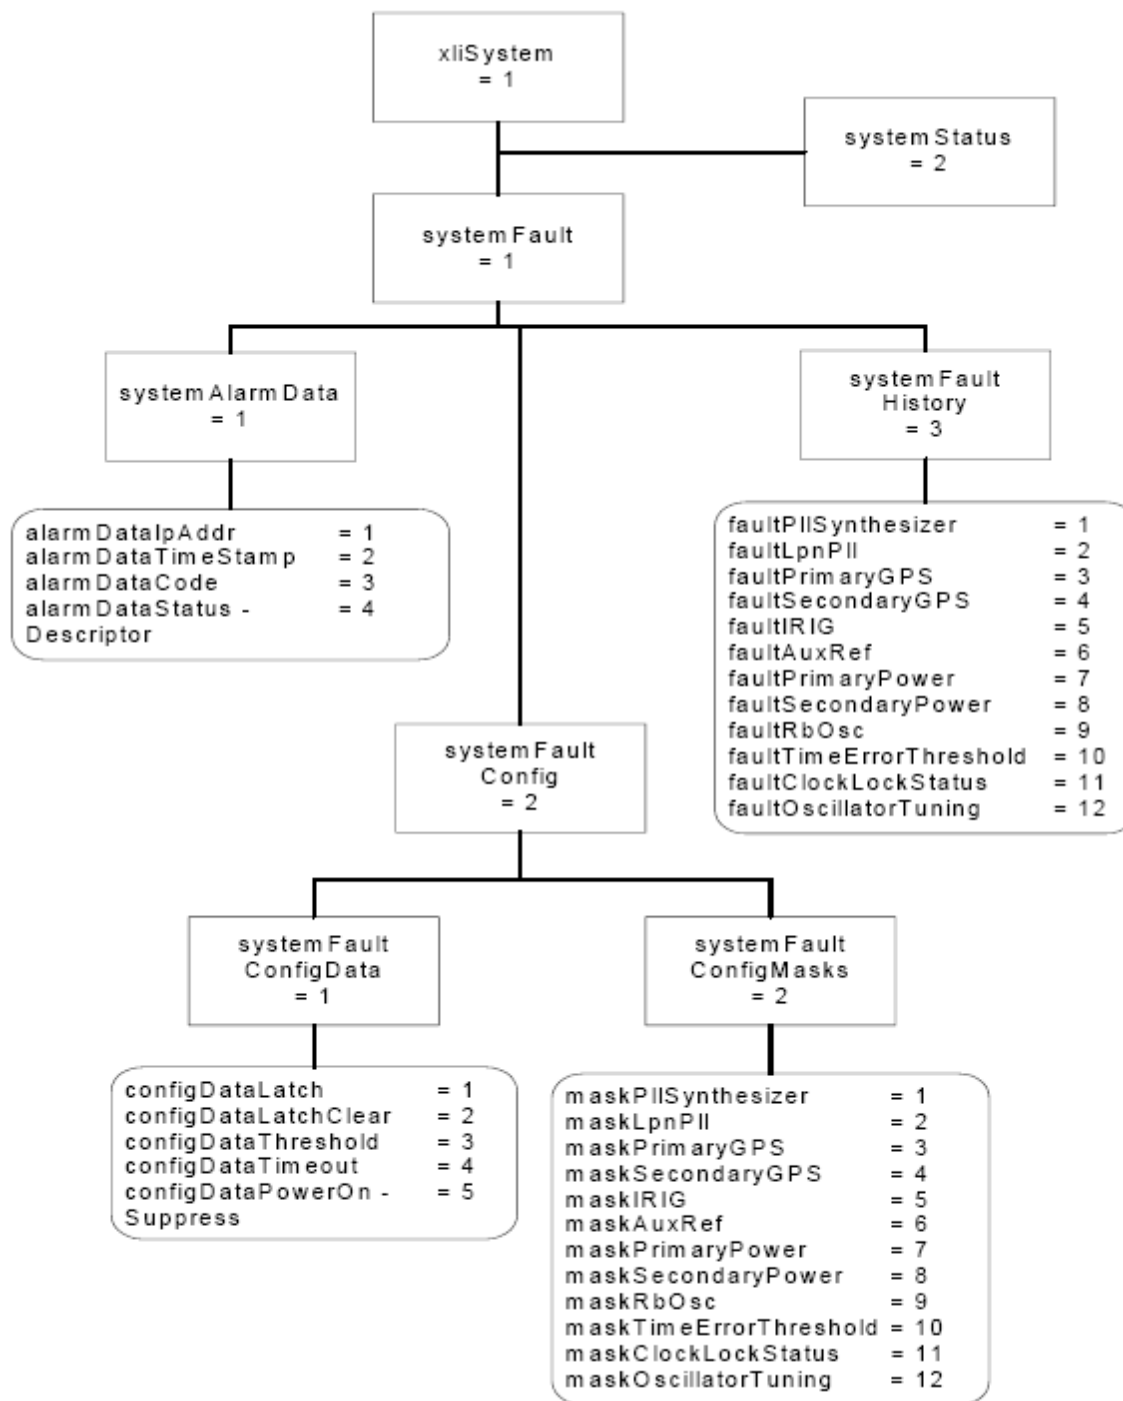 xliSystem
= 1
systemStatus
= 2
systemFault
= 1
systemAlarmData
= 1
systemFault
History
= 3
alarmDataIpAddr = 1
alarmDataTimeStamp = 2
alarmDataCode = 3
alarmDataStatus - = 4
Descriptor
faultPllSynthesizer = 1
faultLpnPll = 2
faultPrimaryGPS = 3
faultSecondaryGPS = 4
faultIRIG = 5
faultAuxRef = 6
faultPrimaryPower = 7
faultSecondaryPower = 8
faultRbOsc = 9
faultTimeErrorThreshold = 10
faultClockLockStatus = 11
faultOscillatorTuning = 12
systemFault
Config
= 2
systemFault
ConfigData
= 1
systemFault
ConfigMasks
= 2
configDataLatch = 1
configDataLatchClear = 2
configDataThreshold = 3
configDataTimeout = 4
configDataPowerOn - = 5
Suppress
maskPllSynthesizer = 1
maskLpnPll = 2
maskPrimaryGPS = 3
maskSecondaryGPS = 4
maskIRIG = 5
maskAuxRef = 6
maskPrimaryPower = 7
maskSecondaryPower = 8
maskRbOsc = 9
maskTimeErrorThreshold = 10
maskClockLockStatus = 11
maskOscillatorTuning = 12